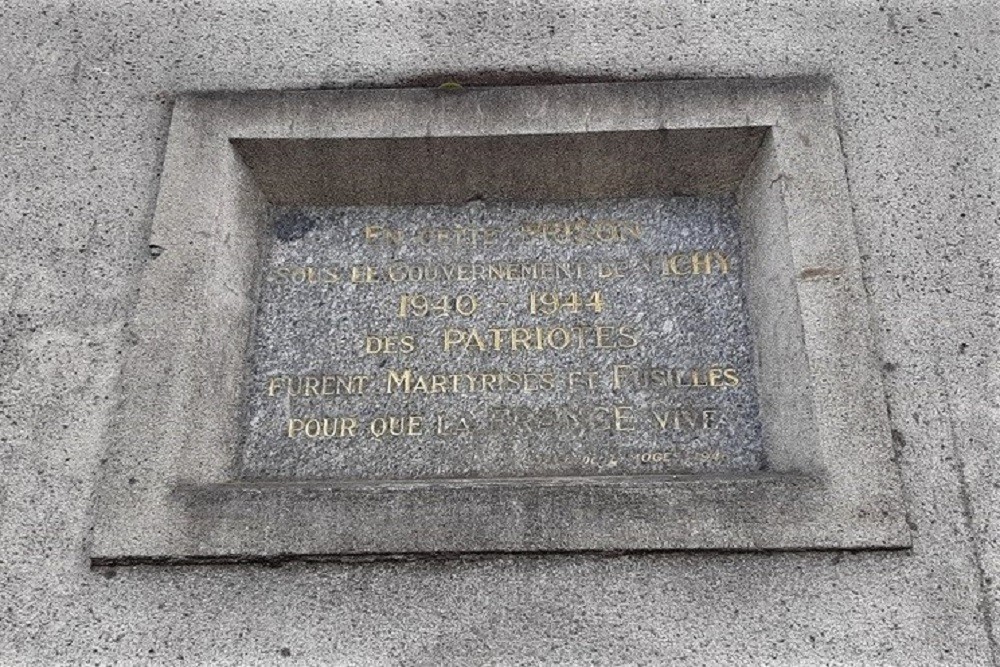 EN CETTE PRISON
SOUS LE GOUVERNEMENT DE VICHY
1940 - 1944
DES PATRIOTES
FURENT MARTYRISES ET FUSILLES
POUR QUE LA FRANCE VIVE